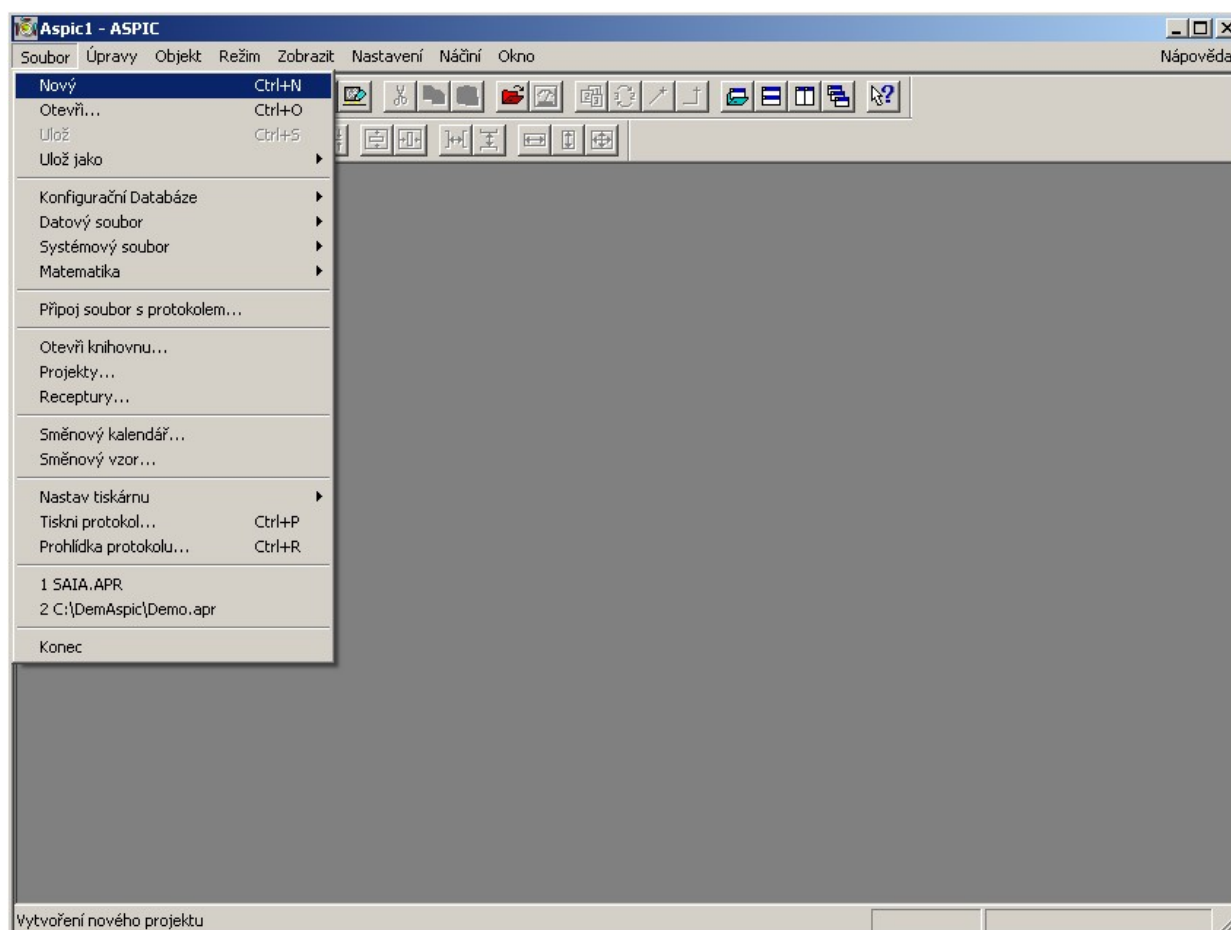 Aspic1 - ASPIC
Soubor Úpravy Objekt Režim Zobrazit Nastavení Náčiní Okno Nápověda
Nový Ctrl+N
Otevři... Ctrl+O
Ulož Ctrl+S
Ulož jako
Konfigurační Databáze
Datový soubor
Systémový soubor
Matematika
Připoj soubor s protokolem...
Otevři knihovnu...
Projekty...
Receptury...
Směnový kalendář...
Směnový vzor...
Nastav tiskárnu
Tiskni protokol... Ctrl+P
Prohlídka protokolu... Ctrl+R
1 SAIA.APR
2 C:\DemAspic\Demo.apr
Konec
Vytvoření nového projektu